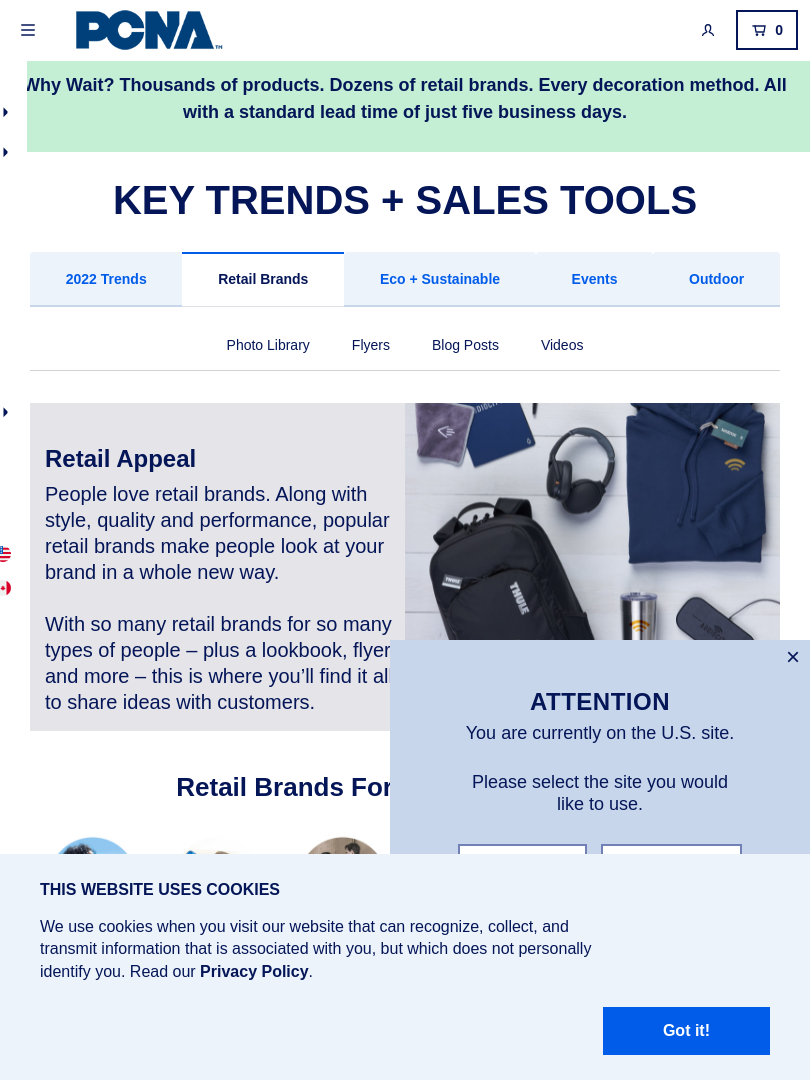 PCNA™
0
Why Wait? Thousands of products. Dozens of retail brands. Every decoration method. All
with a standard lead time of just five business days.
KEY TRENDS + SALES TOOLS
2022 Trends
Retail Brands
Eco + Sustainable
Events
Outdoor
Photo Library
Flyers
Blog Posts
Videos
Retail Appeal
People love retail brands. Along with
style, quality and performance, popular
retail brands make people look at your
brand in a whole new way.
With so many retail brands for so many
types of people – plus a lookbook, flyer
and more – this is where you’ll find it al
to share ideas with customers.
THULE
THULE
ATTENTION
You are currently on the U.S. site.
Please select the site you would
like to use.
Retail Brands For
THIS WEBSITE USES COOKIES
We use cookies when you visit our website that can recognize, collect, and
transmit information that is associated with you, but which does not personally
identify you. Read our Privacy Policy.
Got it!